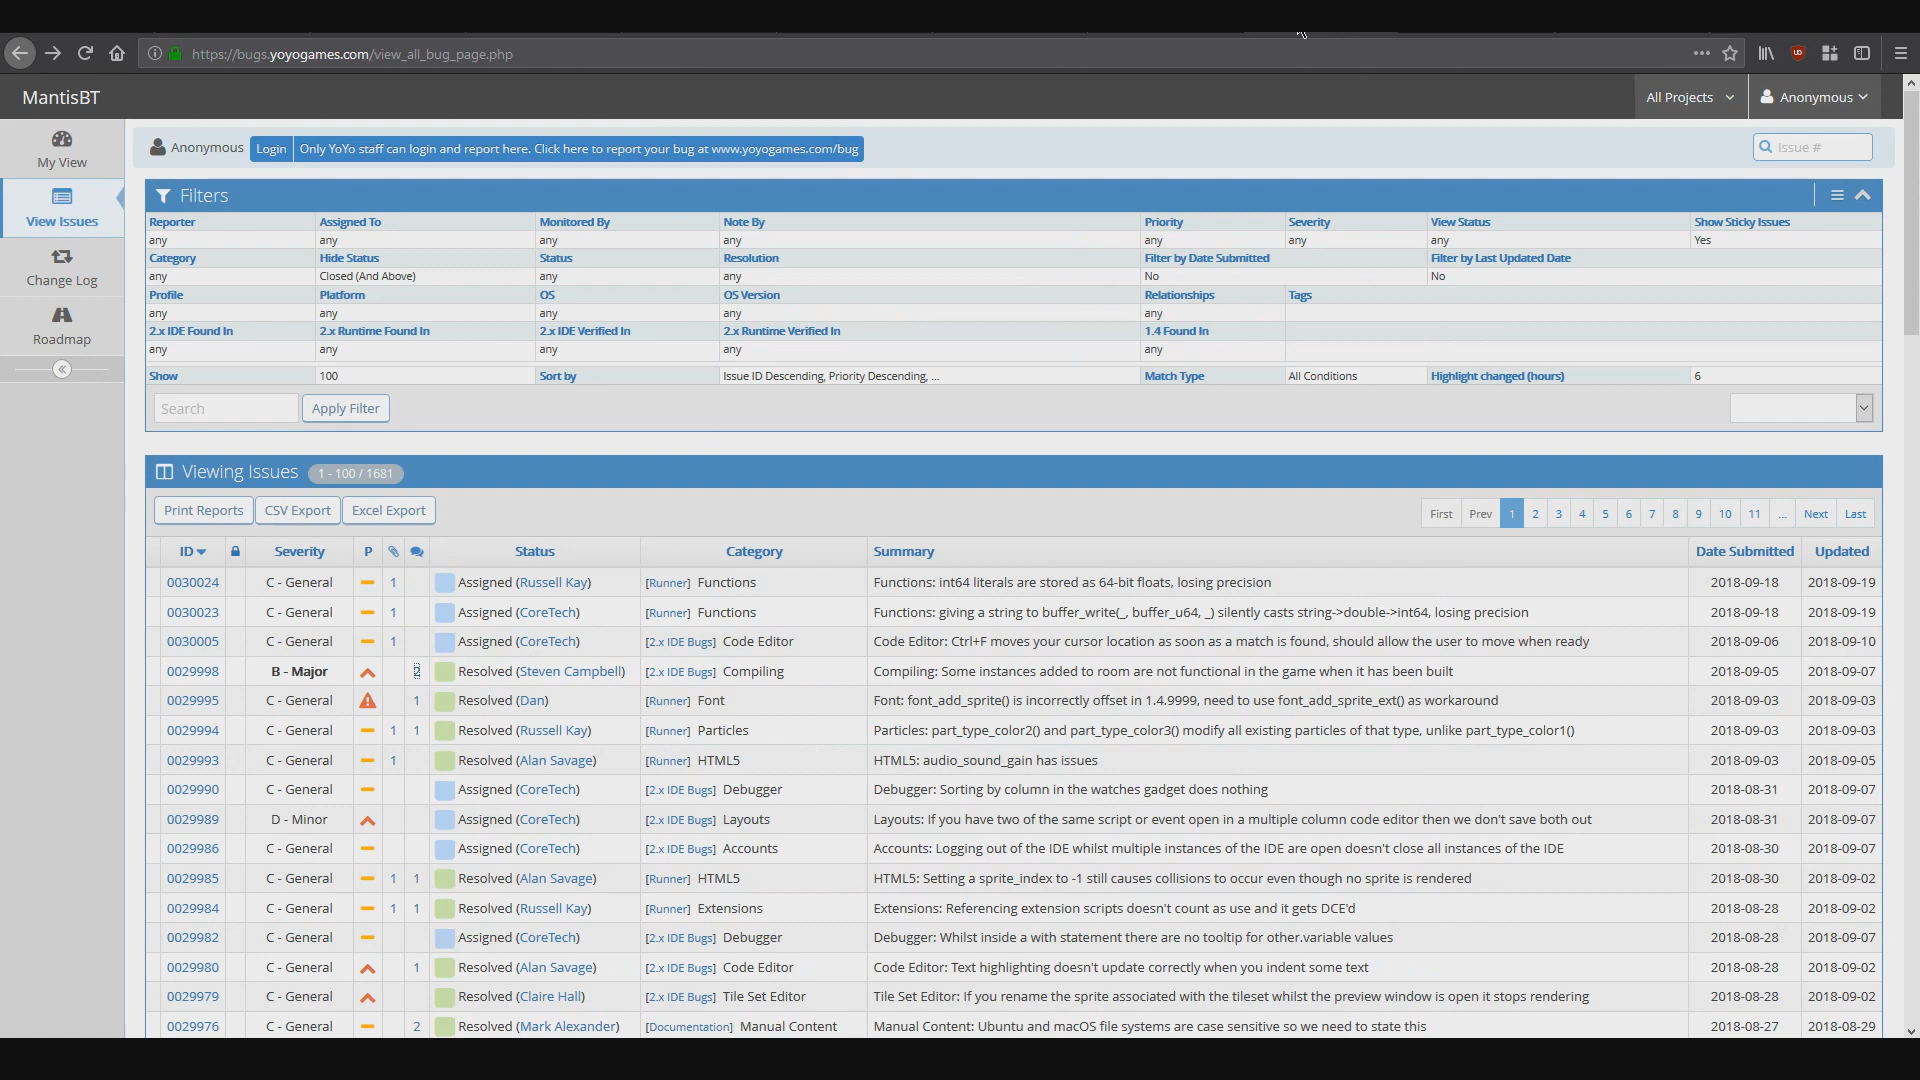 https://bugs.yoyogames.com/view_all_bug_page.php
MantisBT All Projects Anonymous
My View
View Issues
Change Log
Roadmap
Anonymous Login Only YoYo staff can login and report here. Click here to report your bug at www.yoyogames.com/bug Issue #
Filters
Reporter Assigned To Monitored By Note By Priority Severity View Status Show Sticky Issues
any any any any any any any Yes
Category Hide Status Status Resolution Filter by Date Submitted Filter by Last Updated Date
any Closed (And Above) any any No No
Profile Platform OS OS Version Relationships Tags
any any any any any
2.x IDE Found In 2.x Runtime Found In 2.x IDE Verified In 2.x Runtime Verified In 1.4 Found In
any any any any any
Show 100 Sort by Issue ID Descending, Priority Descending, ... Match Type All Conditions Highlight changed (hours) 6
Search Apply Filter
Viewing Issues 1 - 100 / 1681
Print Reports CSV Export Excel Export First Prev 1 2 3 4 5 6 7 8 9 10 11 ... Next Last
ID Severity P Status Category Summary Date Submitted Updated
0030024 C - General 1 Assigned (Russell Kay) [Runner] Functions Functions: int64 literals are stored as 64-bit floats, losing precision 2018-09-18 2018-09-19
0030023 C - General 1 Assigned (CoreTech) [Runner] Functions Functions: giving a string to buffer_write(_, buffer_u64, _) silently casts string->double->int64, losing precision 2018-09-18 2018-09-19
0030005 C - General 1 Assigned (CoreTech) [2.x IDE Bugs] Code Editor Code Editor: Ctrl+F moves your cursor location as soon as a match is found, should allow the user to move when ready 2018-09-06 2018-09-10
0029998 B - Major 2 Resolved (Steven Campbell) [2.x IDE Bugs] Compiling Compiling: Some instances added to room are not functional in the game when it has been built 2018-09-05 2018-09-07
0029995 C - General 1 Resolved (Dan) [Runner] Font Font: font_add_sprite() is incorrectly offset in 1.4.9999, need to use font_add_sprite_ext() as workaround 2018-09-03 2018-09-03
0029994 C - General 1 1 Resolved (Russell Kay) [Runner] Particles Particles: part_type_color2() and part_type_color3() modify all existing particles of that type, unlike part_type_color1() 2018-09-03 2018-09-03
0029993 C - General 1 Resolved (Alan Savage) [Runner] HTML5 HTML5: audio_sound_gain has issues 2018-09-03 2018-09-05
0029990 C - General Assigned (CoreTech) [2.x IDE Bugs] Debugger Debugger: Sorting by column in the watches gadget does nothing 2018-08-31 2018-09-07
0029989 D - Minor Assigned (CoreTech) [2.x IDE Bugs] Layouts Layouts: If you have two of the same script or event open in a multiple column code editor then we don't save both out 2018-08-31 2018-09-07
0029986 C - General Assigned (CoreTech) [2.x IDE Bugs] Accounts Accounts: Logging out of the IDE whilst multiple instances of the IDE are open doesn't close all instances of the IDE 2018-08-30 2018-09-07
0029985 C - General 1 1 Resolved (Alan Savage) [Runner] HTML5 HTML5: Setting a sprite_index to -1 still causes collisions to occur even though no sprite is rendered 2018-08-30 2018-09-02
0029984 C - General 1 1 Resolved (Russell Kay) [Runner] Extensions Extensions: Referencing extension scripts doesn't count as use and it gets DCE'd 2018-08-28 2018-09-02
0029982 C - General Assigned (CoreTech) [2.x IDE Bugs] Debugger Debugger: Whilst inside a with statement there are no tooltip for other.variable values 2018-08-28 2018-09-07
0029980 C - General 1 Resolved (Alan Savage) [2.x IDE Bugs] Code Editor Code Editor: Text highlighting doesn't update correctly when you indent some text 2018-08-28 2018-09-02
0029979 C - General Resolved (Claire Hall) [2.x IDE Bugs] Tile Set Editor Tile Set Editor: If you rename the sprite associated with the tileset whilst the preview window is open it stops rendering 2018-08-28 2018-09-02
0029976 C - General 2 Resolved (Mark Alexander) [Documentation] Manual Content Manual Content: Ubuntu and macOS file systems are case sensitive so we need to state this 2018-08-27 2018-08-29